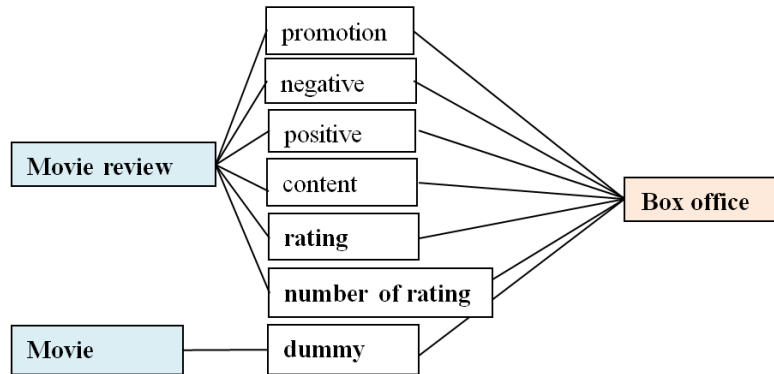 promotion
negative
positive
Movie review
content
Box office
rating
number of rating
Movie
dummy